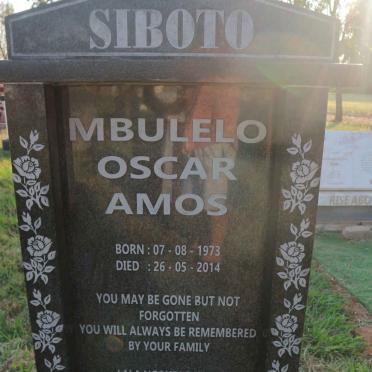 SIBOTO
MBULELO
OSCAR
AMOS
BORN : 07 - 08 - 1973
DIED : 26 - 05 - 2014
YOU MAY BE GONE BUT NOT
FORGOTTEN
YOU WILL ALWAYS BE REMEMBERED
BY YOUR FAMILY